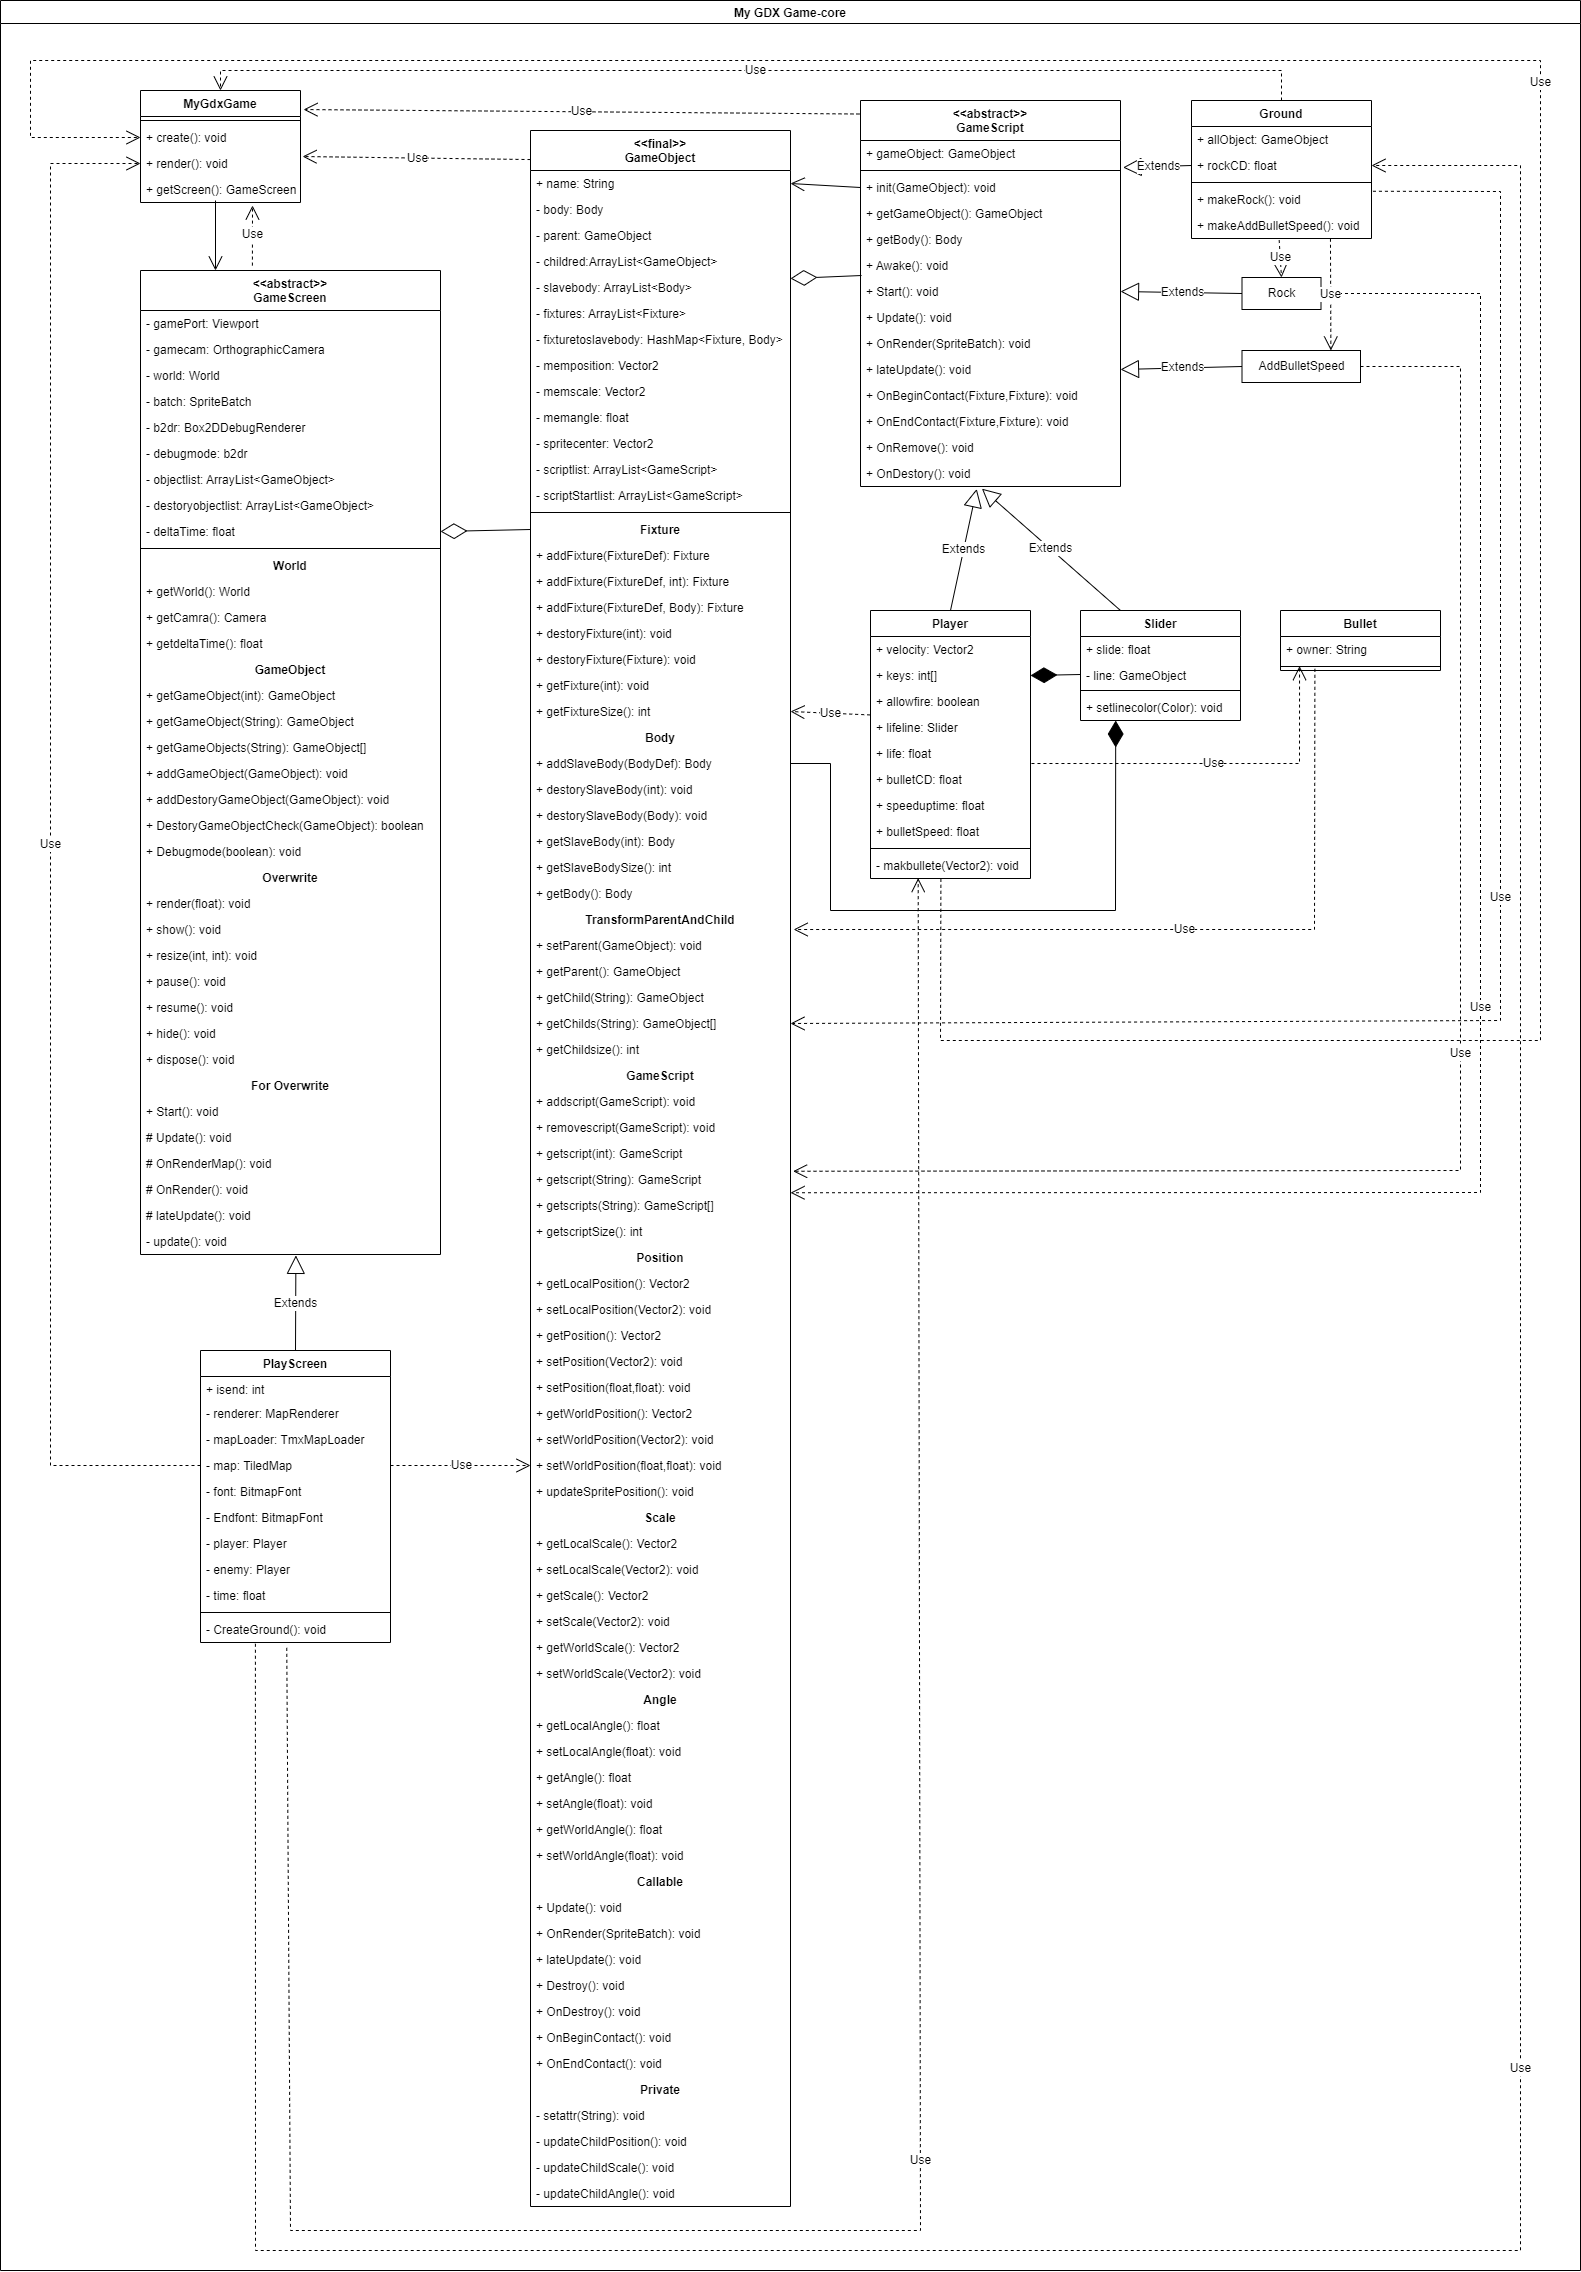 My GDX Game-core
Use
Use
MyGdxGame
+ create(): void
+ render(): void
+ getScreen(): GameScreen
Use
Use
Use
<<abstract>>
GameScreen
- gamePort: Viewport
- gamecam: OrthographicCamera
- world: World
- batch: SpriteBatch
- b2dr: Box2DDebugRenderer
- debugmode: b2dr
- objectlist: ArrayList<GameObject>
- destoryobjectlist: ArrayList<GameObject>
- deltaTime: float
World
+ getWorld(): World
+ getCamra(): Camera
+ getdeltaTime(): float
GameObject
+ getGameObject(int): GameObject
+ getGameObject(String): GameObject
+ getGameObjects(String): GameObject[]
+ addGameObject(GameObject): void
+ addDestoryGameObject(GameObject): void
+ DestoryGameObjectCheck(GameObject): boolean
+ Debugmode(boolean): void
Overwrite
+ render(float): void
+ show(): void
+ resize(int, int): void
+ pause(): void
+ resume(): void
+ hide(): void
+ dispose(): void
For Overwrite
+ Start(): void
# Update(): void
# OnRenderMap(): void
# OnRender(): void
# lateUpdate(): void
- update(): void
Use
Extends
PlayScreen
+ isend: int
- renderer: MapRenderer
- mapLoader: TmxMapLoader
- map: TiledMap
- font: BitmapFont
- Endfont: BitmapFont
- player: Player
- enemy: Player
- time: float
- CreateGround(): void
Use
<<final>>
GameObject
+ name: String
- body: Body
- parent: GameObject
- childred:ArrayList<GameObject>
- slavebody: ArrayList<Body>
- fixtures: ArrayList<Fixture>
- fixturetoslavebody: HashMap<Fixture, Body>
- memposition: Vector2
- memscale: Vector2
- memangle: float
- spritecenter: Vector2
- scriptlist: ArrayList<GameScript>
- scriptStartlist: ArrayList<GameScript>
Fixture
+ addFixture(FixtureDef): Fixture
+ addFixture(FixtureDef, int): Fixture
+ addFixture(FixtureDef, Body): Fixture
+ destoryFixture(int): void
+ destoryFixture(Fixture): void
+ getFixture(int): void
+ getFixtureSize(): int
Body
+ addSlaveBody(BodyDef): Body
+ destorySlaveBody(int): void
+ destorySlaveBody(Body): void
+ getSlaveBody(int): Body
+ getSlaveBodySize(): int
+ getBody(): Body
TransformParentAndChild
+ setParent(GameObject): void
+ getParent(): GameObject
+ getChild(String): GameObject
+ getChilds(String): GameObject[]
+ getChildsize(): int
GameScript
+ addscript(GameScript): void
+ removescript(GameScript): void
+ getscript(int): GameScript
+ getscript(String): GameScript
+ getscripts(String): GameScript[]
+ getscriptSize(): int
Position
+ getLocalPosition(): Vector2
+ setLocalPosition(Vector2): void
+ getPosition(): Vector2
+ setPosition(Vector2): void
+ setPosition(float,float): void
+ getWorldPosition(): Vector2
+ setWorldPosition(Vector2): void
+ setWorldPosition(float,float): void
+ updateSpritePosition(): void
Scale
+ getLocalScale(): Vector2
+ setLocalScale(Vector2): void
+ getScale(): Vector2
+ setScale(Vector2): void
+ getWorldScale(): Vector2
+ setWorldScale(Vector2): void
Angle
+ getLocalAngle(): float
+ setLocalAngle(float): void
+ getAngle(): float
+ setAngle(float): void
+ getWorldAngle(): float
+ setWorldAngle(float): void
Callable
+ Update(): void
+ OnRender(SpriteBatch): void
+ lateUpdate(): void
+ Destroy(): void
+ OnDestroy(): void
+ OnBeginContact(): void
+ OnEndContact(): void
Private
- setattr(String): void
- updateChildPosition(): void
- updateChildScale(): void
- updateChildAngle(): void
<<abstract>>
GameScript
+ gameObject: GameObject
+ init(GameObject): void
+ getGameObject(): GameObject
+ getBody(): Body
+ Awake(): void
+ Start(): void
+ Update(): void
+ OnRender(SpriteBatch): void
+ lateUpdate(): void
+ OnBeginContact(Fixture,Fixture): void
+ OnEndContact(Fixture,Fixture): void
+ OnRemove(): void
+ OnDestory(): void
Extends
Ground
+ allObject: GameObject
+ rockCD: float
+ makeRock(): void
+ makeAddBulletSpeed(): void
Use
Extends
Rock
Use
Extends
AddBulletSpeed
Extends
Extends
Player
+ velocity: Vector2
+ keys: int[]
+ allowfire: boolean
+ lifeline: Slider
+ life: float
+ bulletCD: float
+ speeduptime: float
+ bulletSpeed: float
- makbullete(Vector2): void
Slider
+ slide: float
- line: GameObject
+ setlinecolor(Color): void
Bullet
+ owner: String
Use
Use
Use
Use
Use
Use
Use
Use